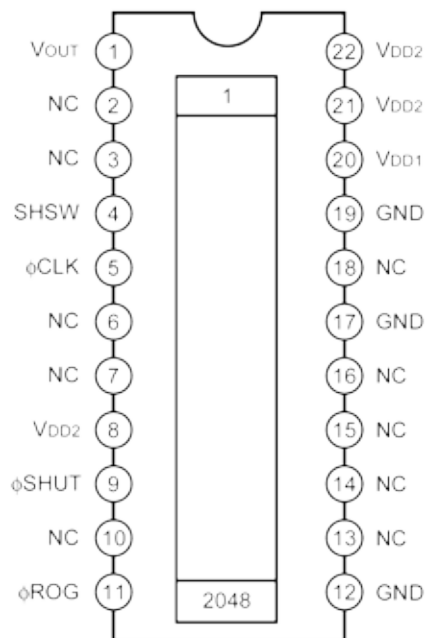 VOUT 1 22 VDD2
NC 2 21 VDD2
1
NC 3 20 VDD1
SHSW 4 19 GND
ϕCLK 5 18 NC
NC 6 17 GND
NC 7 16 NC
VDD2 8 15 NC
ϕSHUT 9 14 NC
NC 10 13 NC
ϕROG 11 12 GND
2048